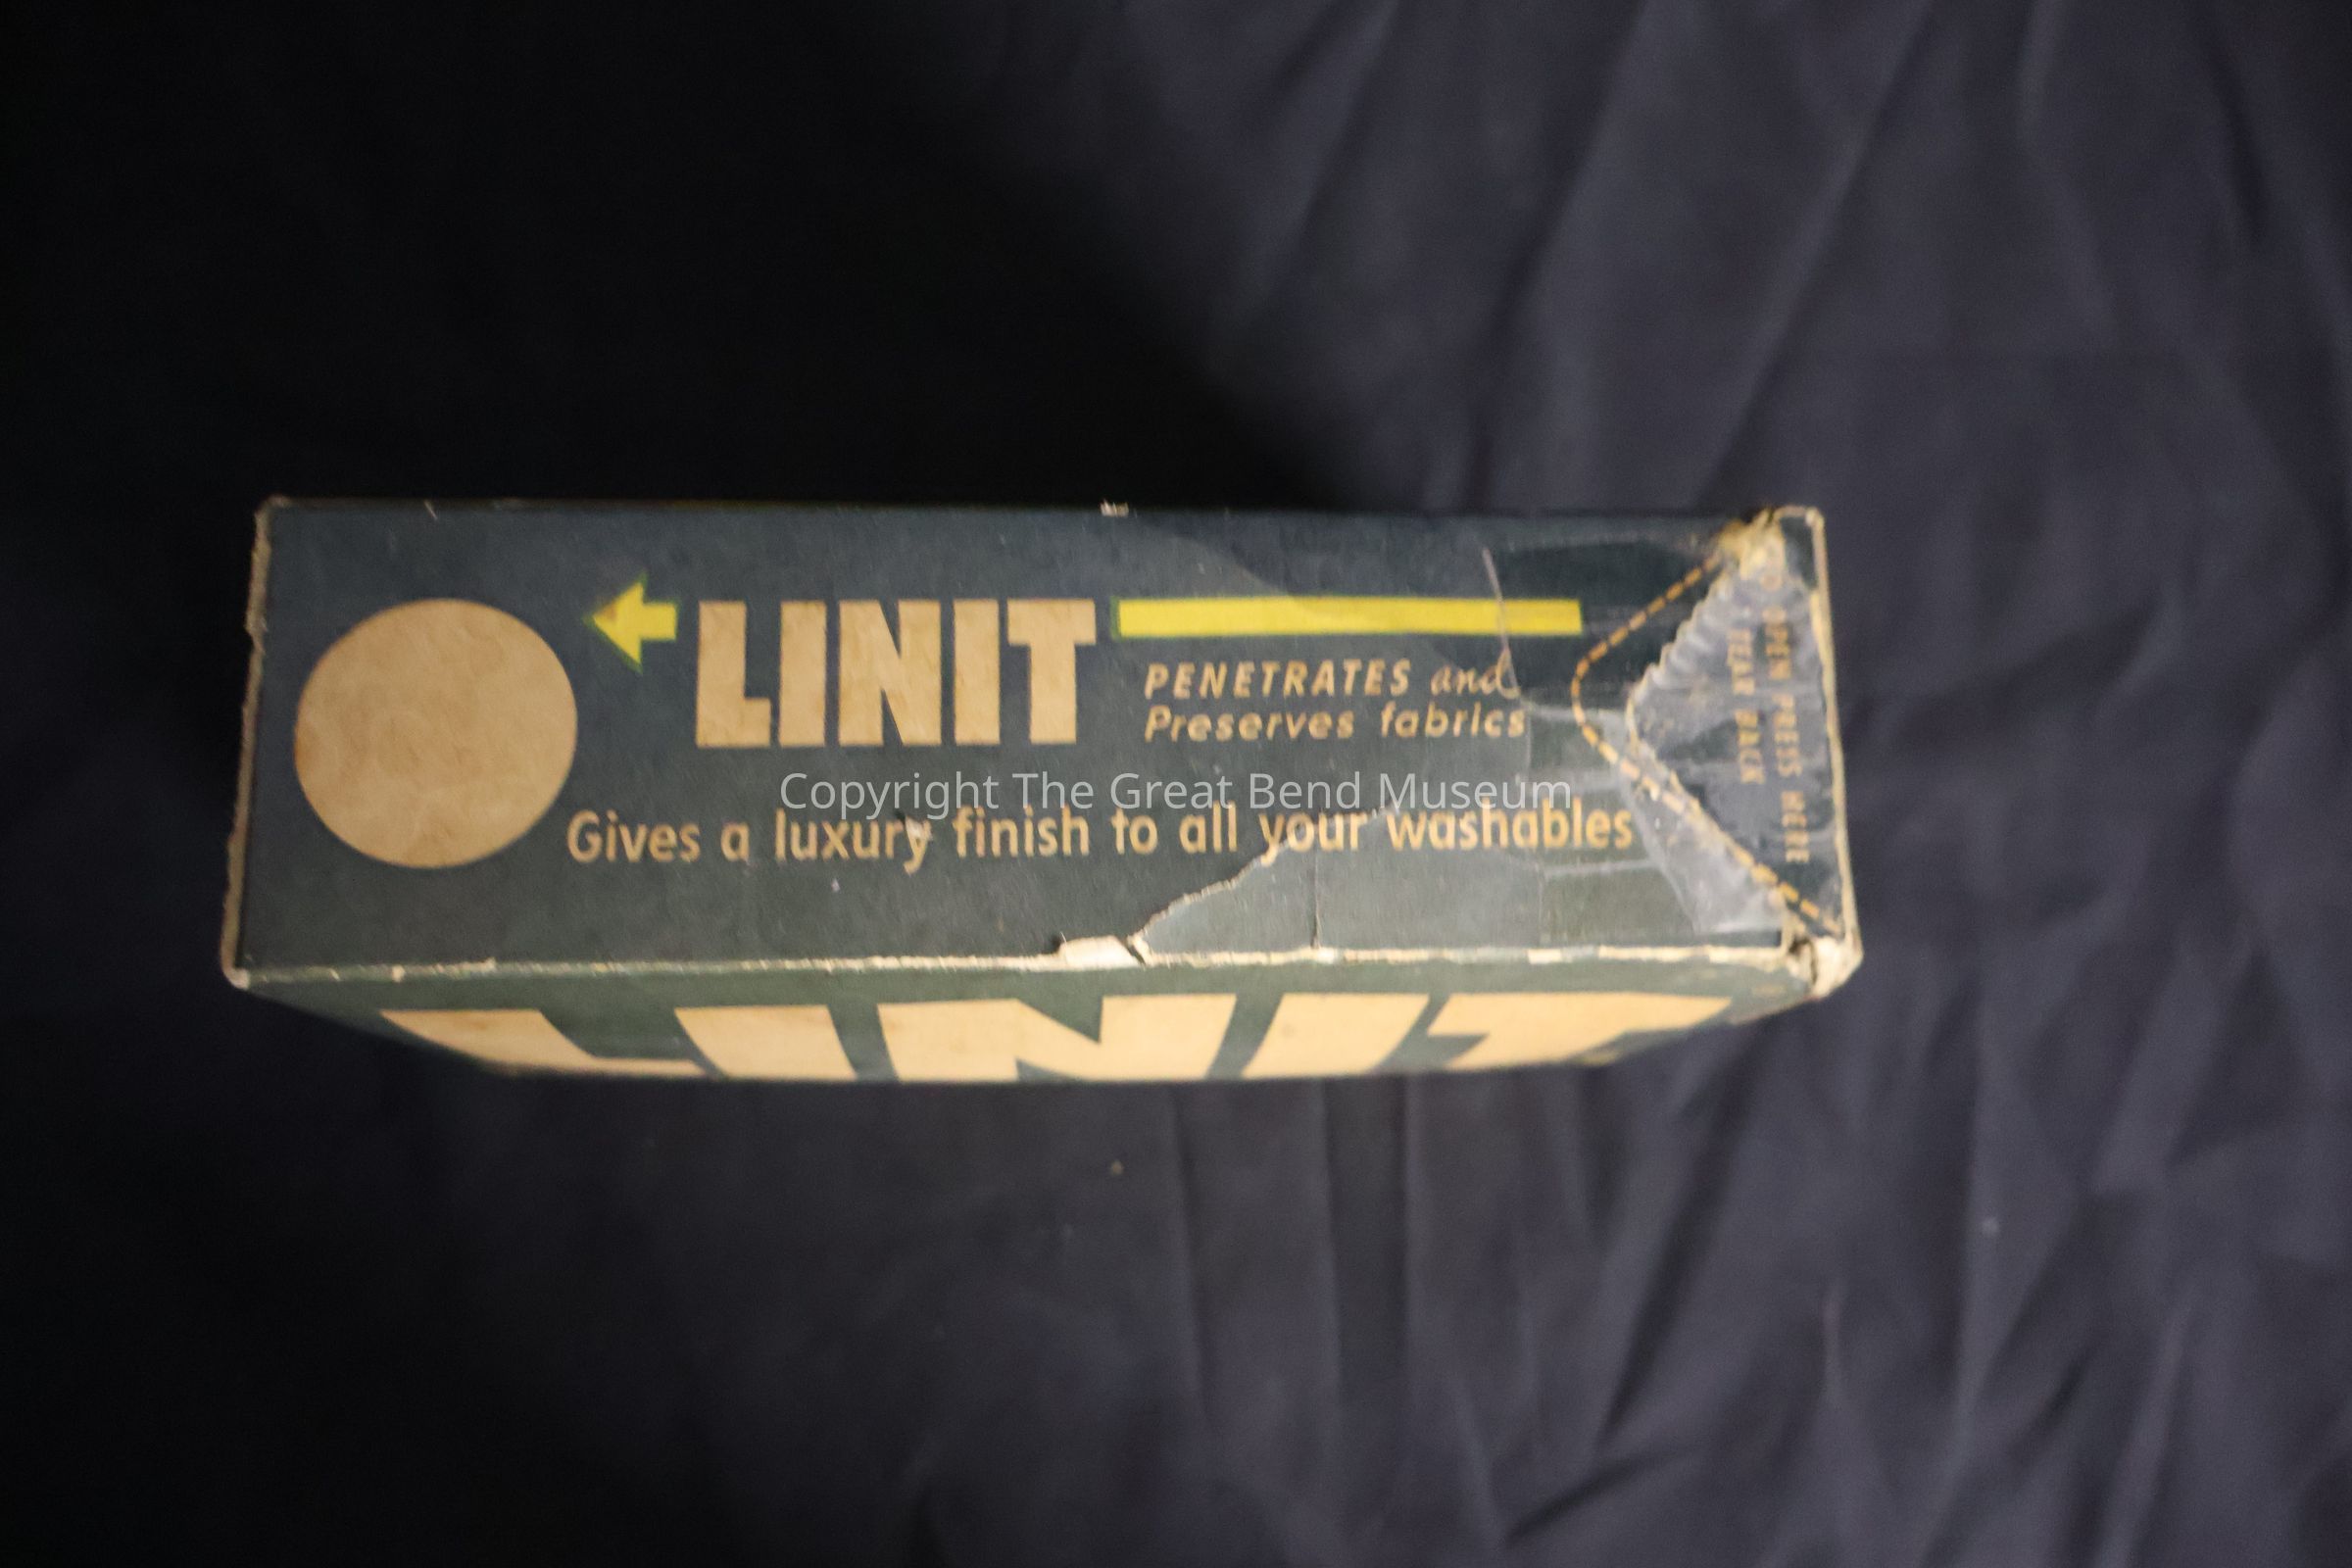 LINIT
PENETRATES and
Preserves fabrics
Copyright The Great Bend Museum
Gives a luxury finish to all your washables
OPEN PRESS HERE
TEAR BACK
LINIT